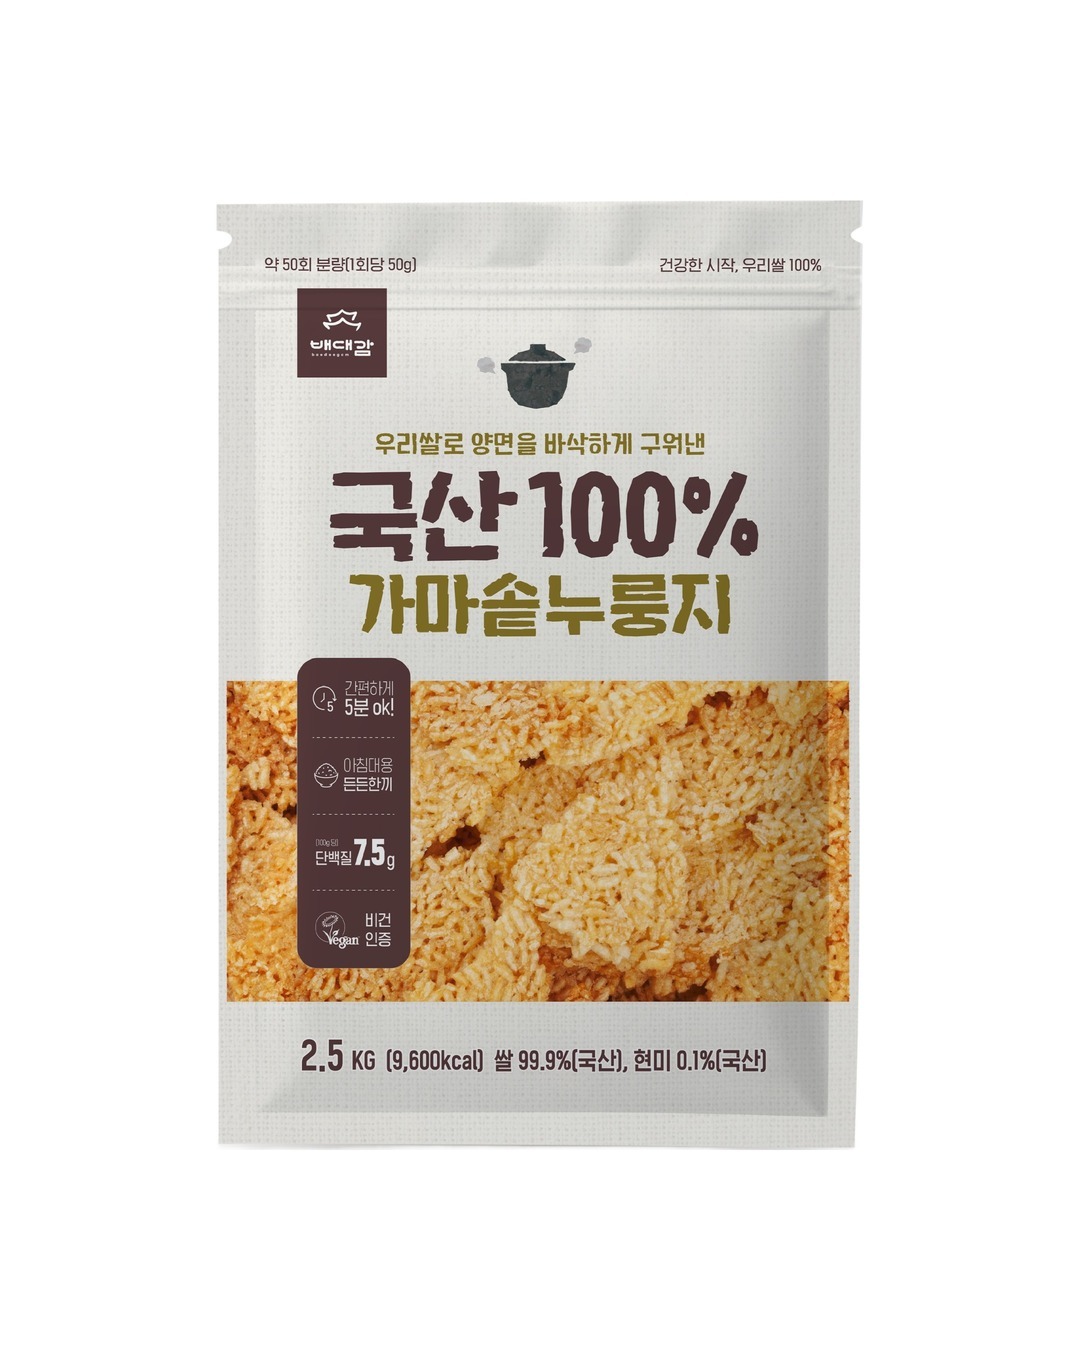 약 50회 분량(1회당 50g)
건강한 시작, 우리쌀 100%
배대감
baedaegam
우리쌀로 양면을 바삭하게 구워낸
국산 100%
가마솥누룽지
간편하게
5분 ok!
5
아침대용
든든한끼
(100g 당)
단백질 7.5g
Vegan
비건
인증
2.5 KG (9,600kcal) 쌀 99.9%(국산), 현미 0.1%(국산)